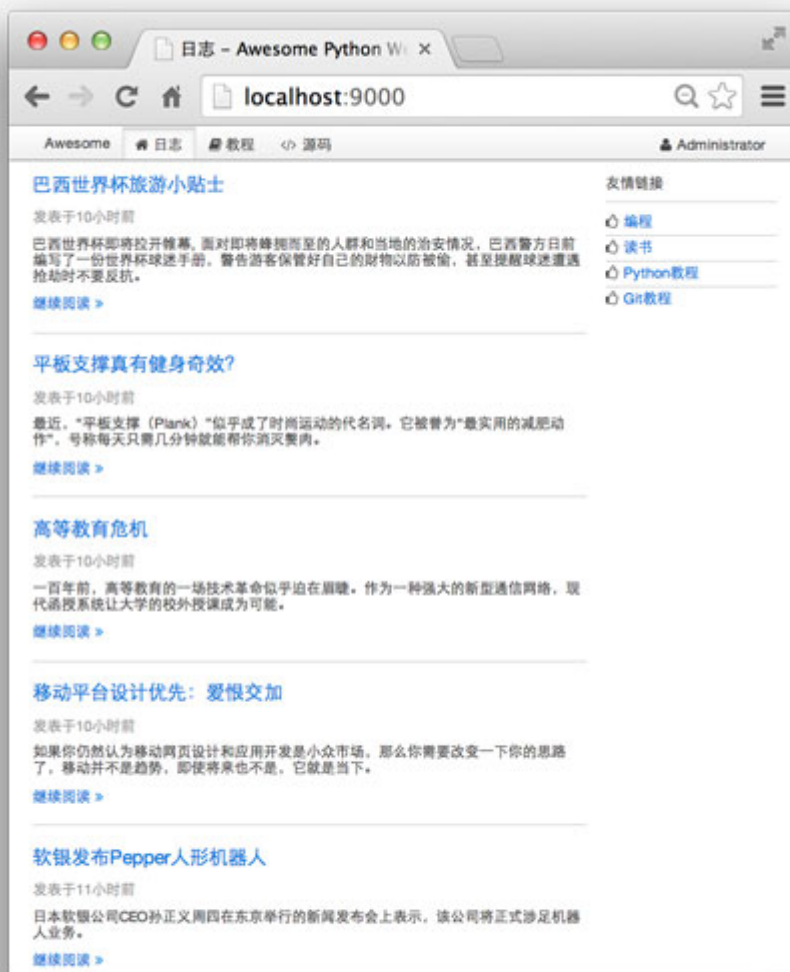 日志 - Awesome Python W
localhost:9000
Awesome 日志 教程 源码 Administrator
巴西世界杯旅游小贴士
发表于10小时前
巴西世界杯即将拉开帷幕,面对即将蜂拥而至的人群和当地的治安情况,巴西警方日前
编写了一份世界杯球迷手册,警告游客保管好自己的财物以防被偷,甚至提醒球迷遭遇
抢劫时不要反抗。
继续阅读 »
平板支撑真有健身奇效?
发表于10小时前
最近,"平板支撑(Plank)"似乎成了时尚运动的代名词。它被誉为"最实用的减肥动
作",号称每天只需几分钟就能帮你消灭赘肉。
继续阅读 »
高等教育危机
发表于10小时前
一百年前,高等教育的一场技术革命似乎迫在眉睫。作为一种强大的新型通信网络,现
代函授系统让大学的校外授课成为可能。
继续阅读 »
移动平台设计优先:爱恨交加
发表于10小时前
如果你仍然认为移动网页设计和应用开发是小众市场,那么你需要改变一下你的思路
了,移动并不是趋势,即使将来也不是,它就是当下。
继续阅读 »
软银发布Pepper人形机器人
发表于11小时前
日本软银公司CEO孙正义周四在东京举行的新闻发布会上表示,该公司将正式涉足机器
人业务。
继续阅读 »
友情链接
编程
读书
Python教程
Git教程